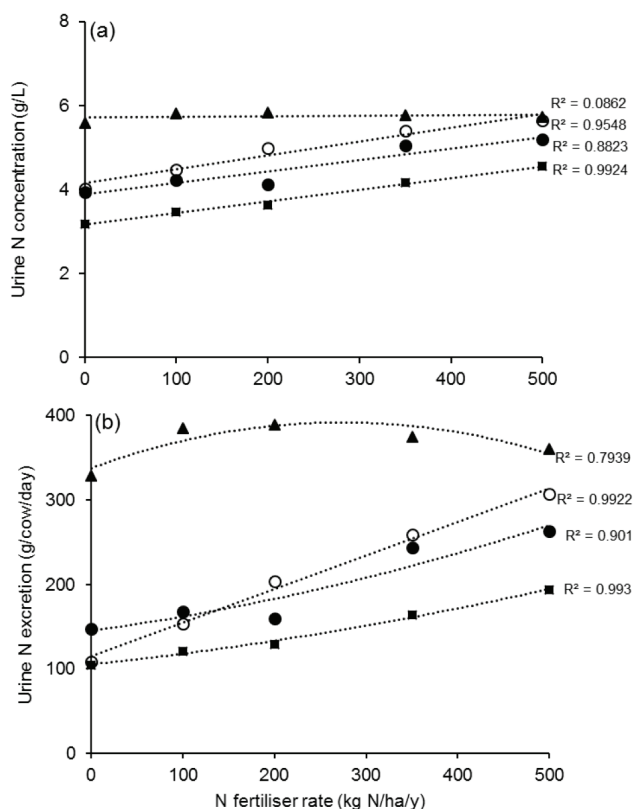 (a)
Urine N concentration (g/L)
8
6
4
2
0
0 100 200 300 400 500
R² = 0.0862
R² = 0.9548
R² = 0.8823
R² = 0.9924
(b)
Urine N excretion (g/cow/day)
400
300
200
100
0
R² = 0.7939
R² = 0.9922
R² = 0.901
R² = 0.993
0 100 200 300 400 500
N fertiliser rate (kg N/ha/y)